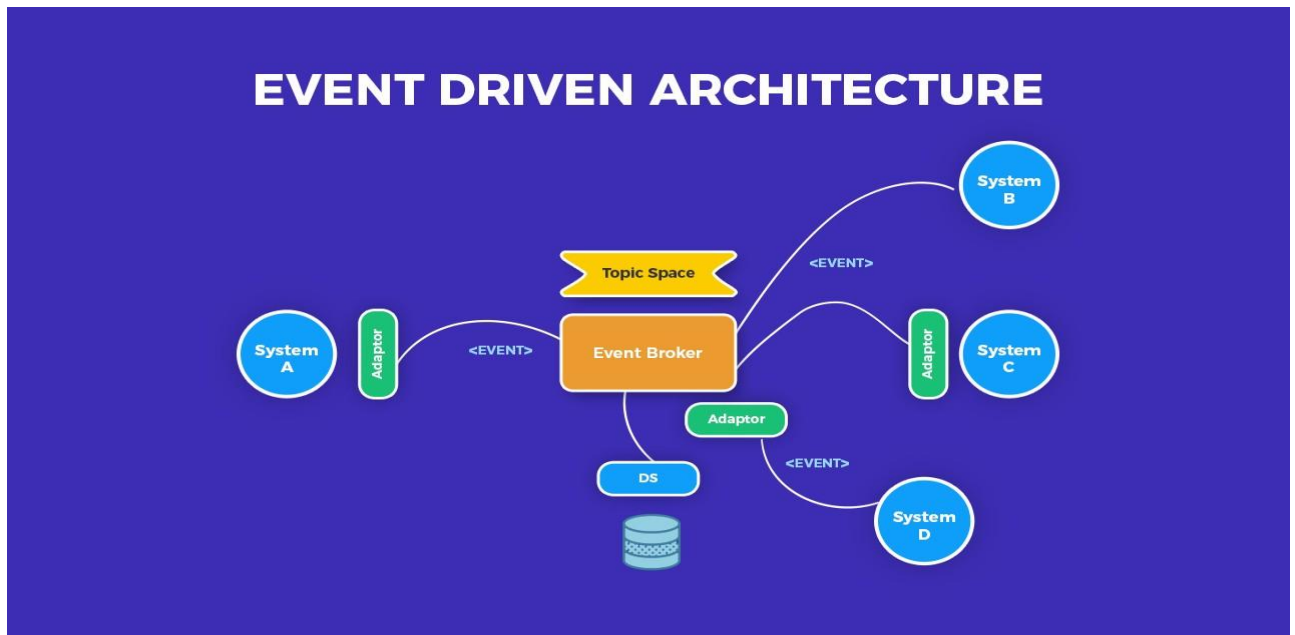 EVENT DRIVEN ARCHITECTURE
System
B
<EVENT>
Topic Space
System
A
Adaptor
<EVENT>
Event Broker
Adaptor
System
C
Adaptor
<EVENT>
DS
System
D